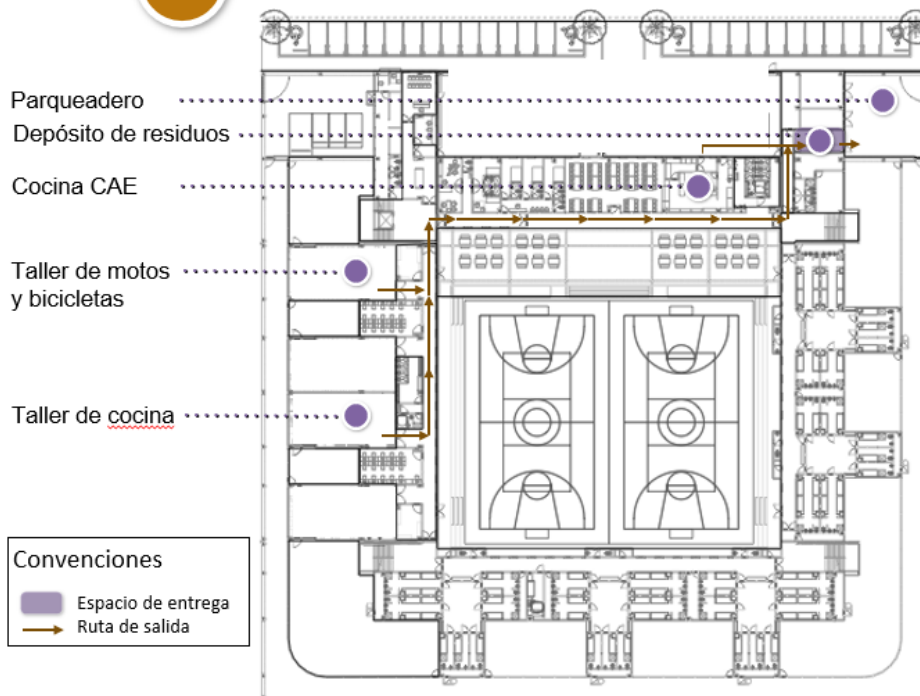 Parqueadero
Depósito de residuos
Cocina CAE
Taller de motos
y bicicletas
Taller de cocina
Convenciones
Espacio de entrega
Ruta de salida